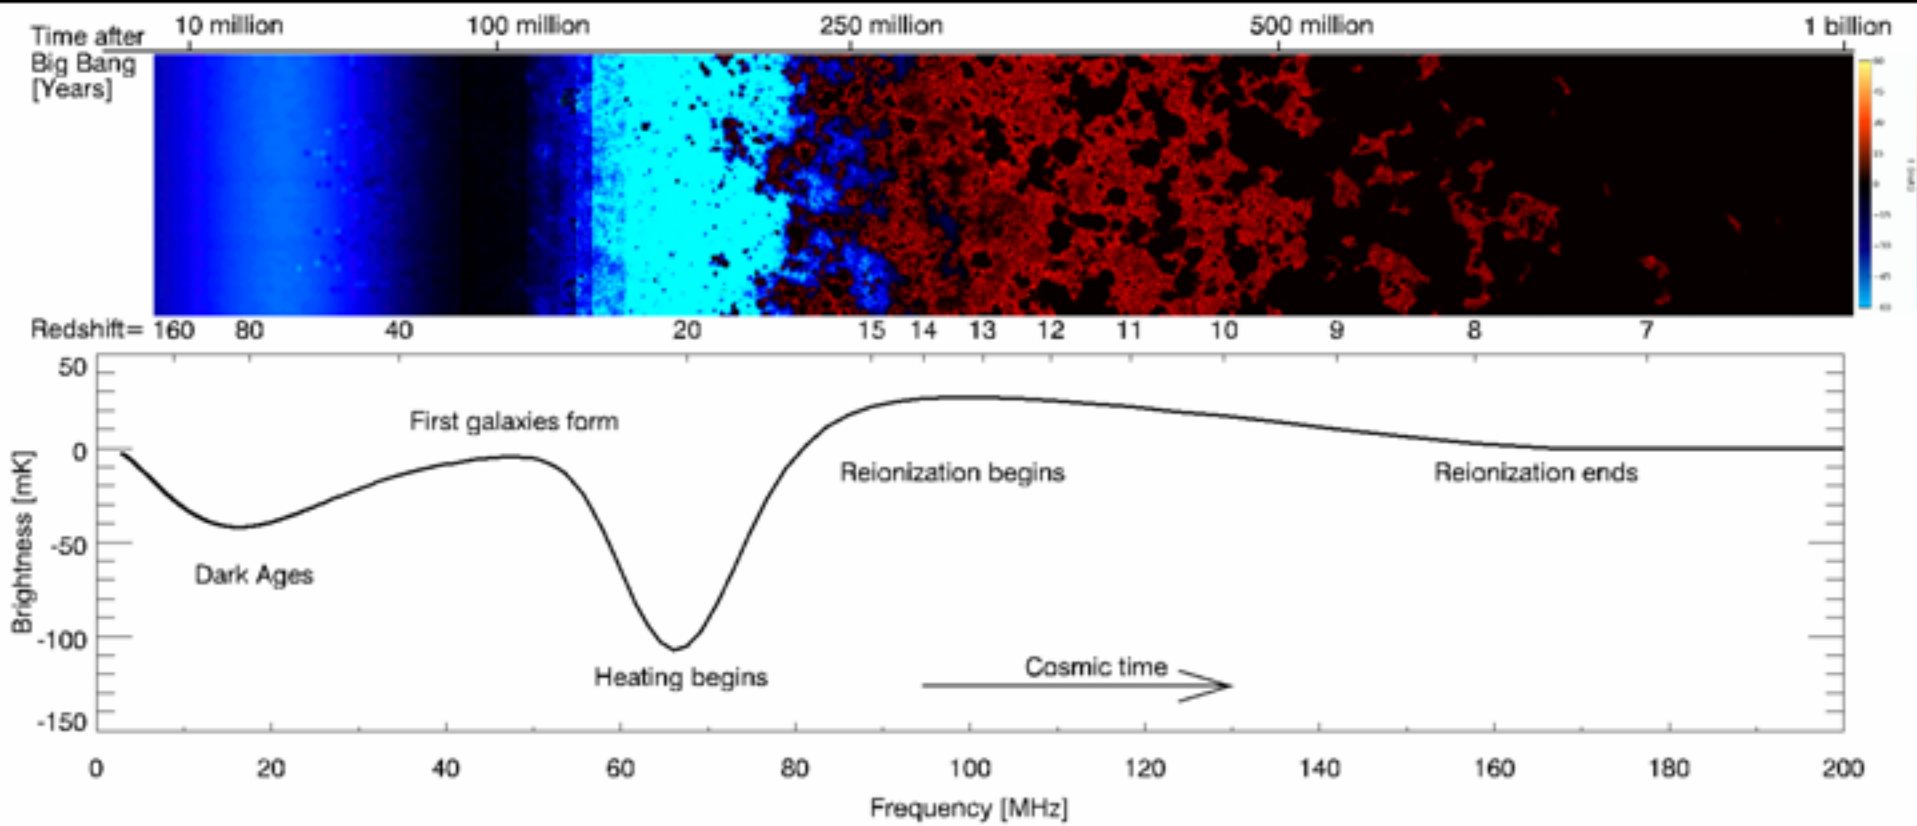 10 million 100 million 250 million 500 million 1 billion
Time after
Big Bang
[Years]
Redshift= 160 80 40 20 15 14 13 12 11 10 9 8 7
50
0
-50
-100
-150
Brightness [mK]
First galaxies form
Dark Ages
Heating begins
Reionization begins
Reionization ends
Cosmic time
0 20 40 60 80 100 120 140 160 180 200
Frequency [MHz]